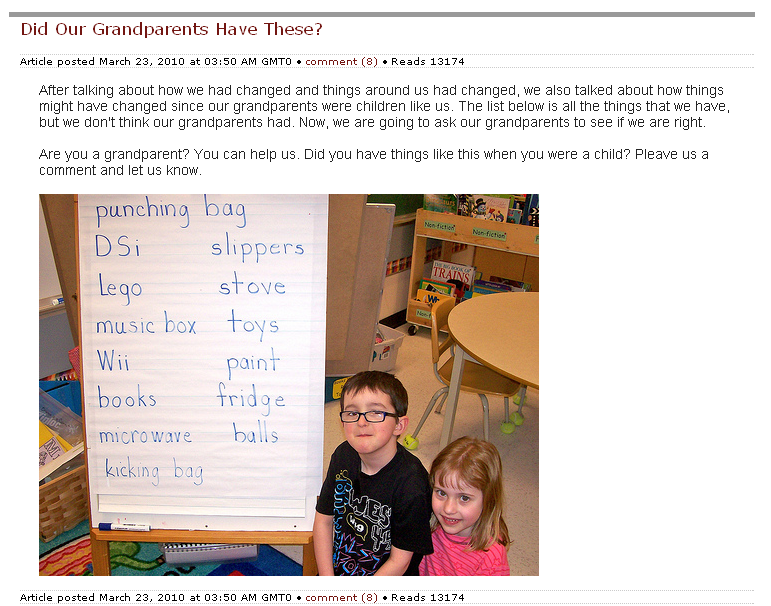 Did Our Grandparents Have These?
Article posted March 23, 2010 at 03:50 AM GMT0 • comment (8) • Reads 13174
After talking about how we had changed and things around us had changed, we also talked about how things
might have changed since our grandparents were children like us. The list below is all the things that we have,
but we don't think our grandparents had. Now, we are going to ask our grandparents to see if we are right.
Are you a grandparent? You can help us. Did you have things like this when you were a child? Pleave us a
comment and let us know.
punching bag
DSi slippers
Lego stove
music box toys
Wii paint
books fridge
microwave balls
kicking bag
Non-fiction
Non-fiction
THE BIG BOOK OF
TRAINS
Article posted March 23, 2010 at 03:50 AM GMT0 • comment (8) • Reads 13174